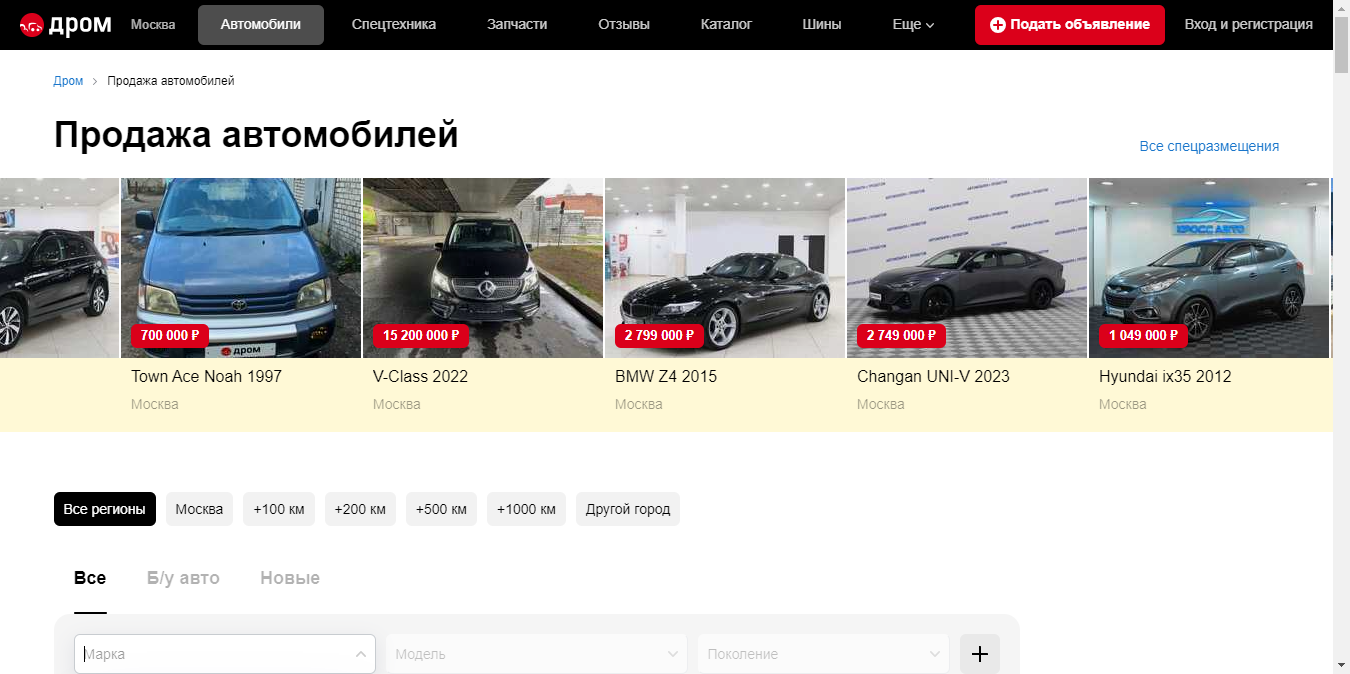 дром Москва Автомобили Спецтехника Запчасти Отзывы Каталог Шины Еще Подать объявление Вход и регистрация
Дром > Продажа автомобилей
Продажа автомобилей
Все спецразмещения
КРОСС АВТО
700 000 ₽ 15 200 000 ₽ 2 799 000 ₽ 2 749 000 ₽ 1 049 000 ₽
дром
Town Ace Noah 1997 V-Class 2022 BMW Z4 2015 Changan UNI-V 2023 Hyundai ix35 2012
Москва Москва Москва Москва Москва
Все регионы Москва +100 км +200 км +500 км +1000 км Другой город
Все Б/у авто Новые
Марка Модель Поколение